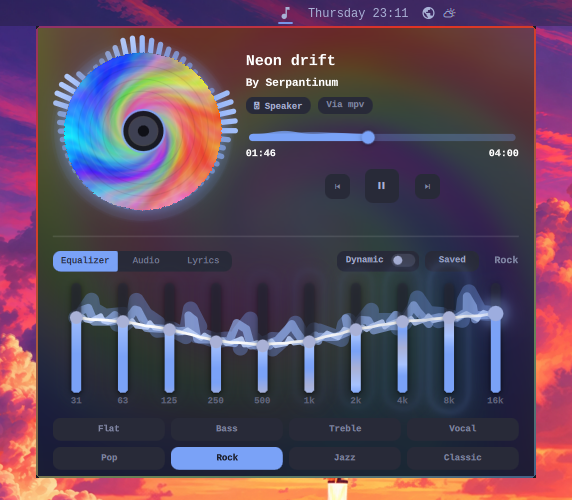 Thursday 23:11
Neon drift
By Serpantinum
Speaker Via mpv
01:46 04:00
Equalizer Audio Lyrics Dynamic Saved Rock
31 63 125 250 500 1k 2k 4k 8k 16k
Flat Bass Treble Vocal
Pop Rock Jazz Classic